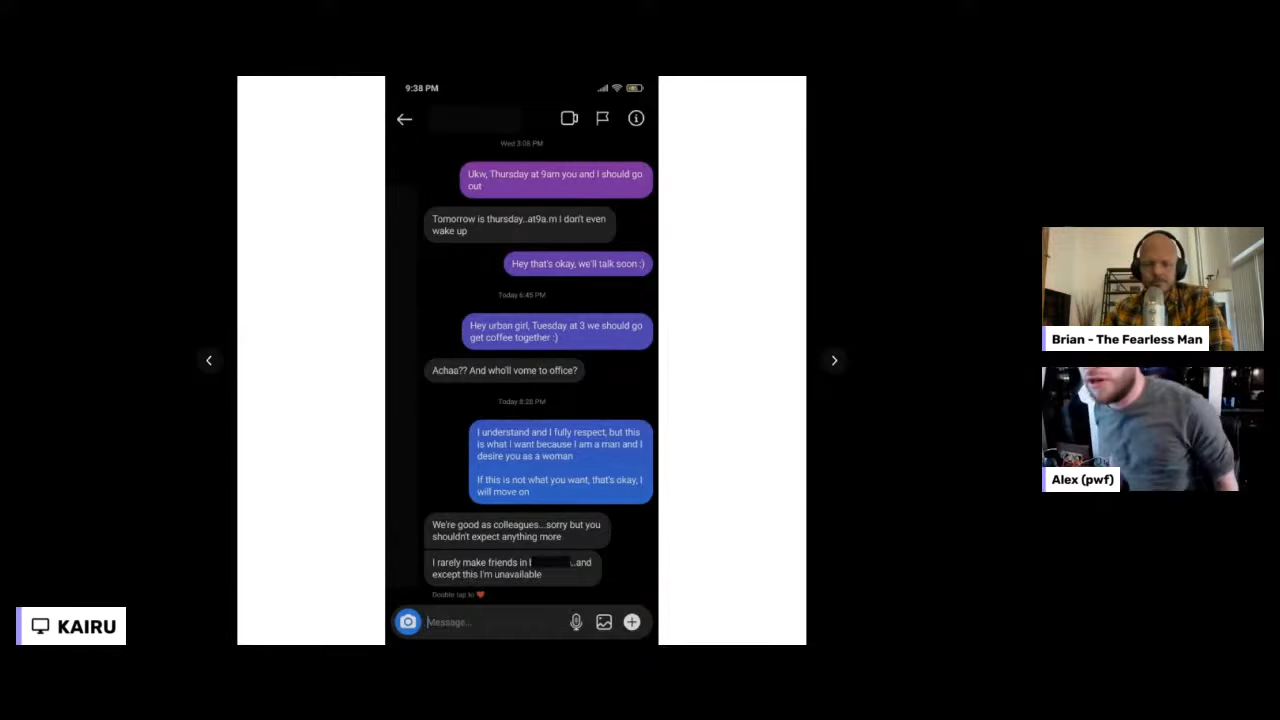 9:38 PM
Wed 3:08 PM
Ukw, Thursday at 9am you and I should go
out
Tomorrow is thursday..at9a.m I don't even
wake up
Hey that's okay, we'll talk soon :)
Today 6:45 PM
Hey urban girl, Tuesday at 3 we should go
get coffee together :)
Achaa?? And who'll vome to office?
Today 8:28 PM
I understand and I fully respect, but this
is what I want because I am a man and I
desire you as a woman
If this is not what you want, that's okay, I
will move on
We're good as colleagues...sorry but you
shouldn't expect anything more
I rarely make friends in l ..and
except this I'm unavailable
Double tap to ❤
Message...
Brian - The Fearless Man
Alex (pwf)
KAIRU